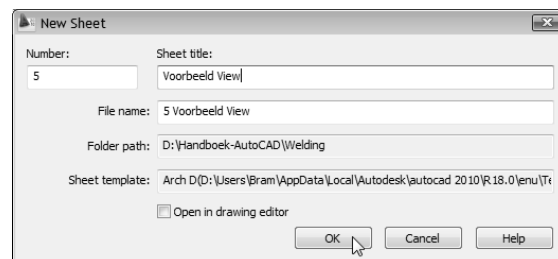 New Sheet
Number: Sheet title:
5 Voorbeeld View
File name: 5 Voorbeeld View
Folder path: D:\Handboek-AutoCAD\Welding
Sheet template: Arch D(D:\Users\Bram\AppData\Local\Autodesk\autocad 2010\R18.0\enu\Te
Open in drawing editor
OK Cancel Help